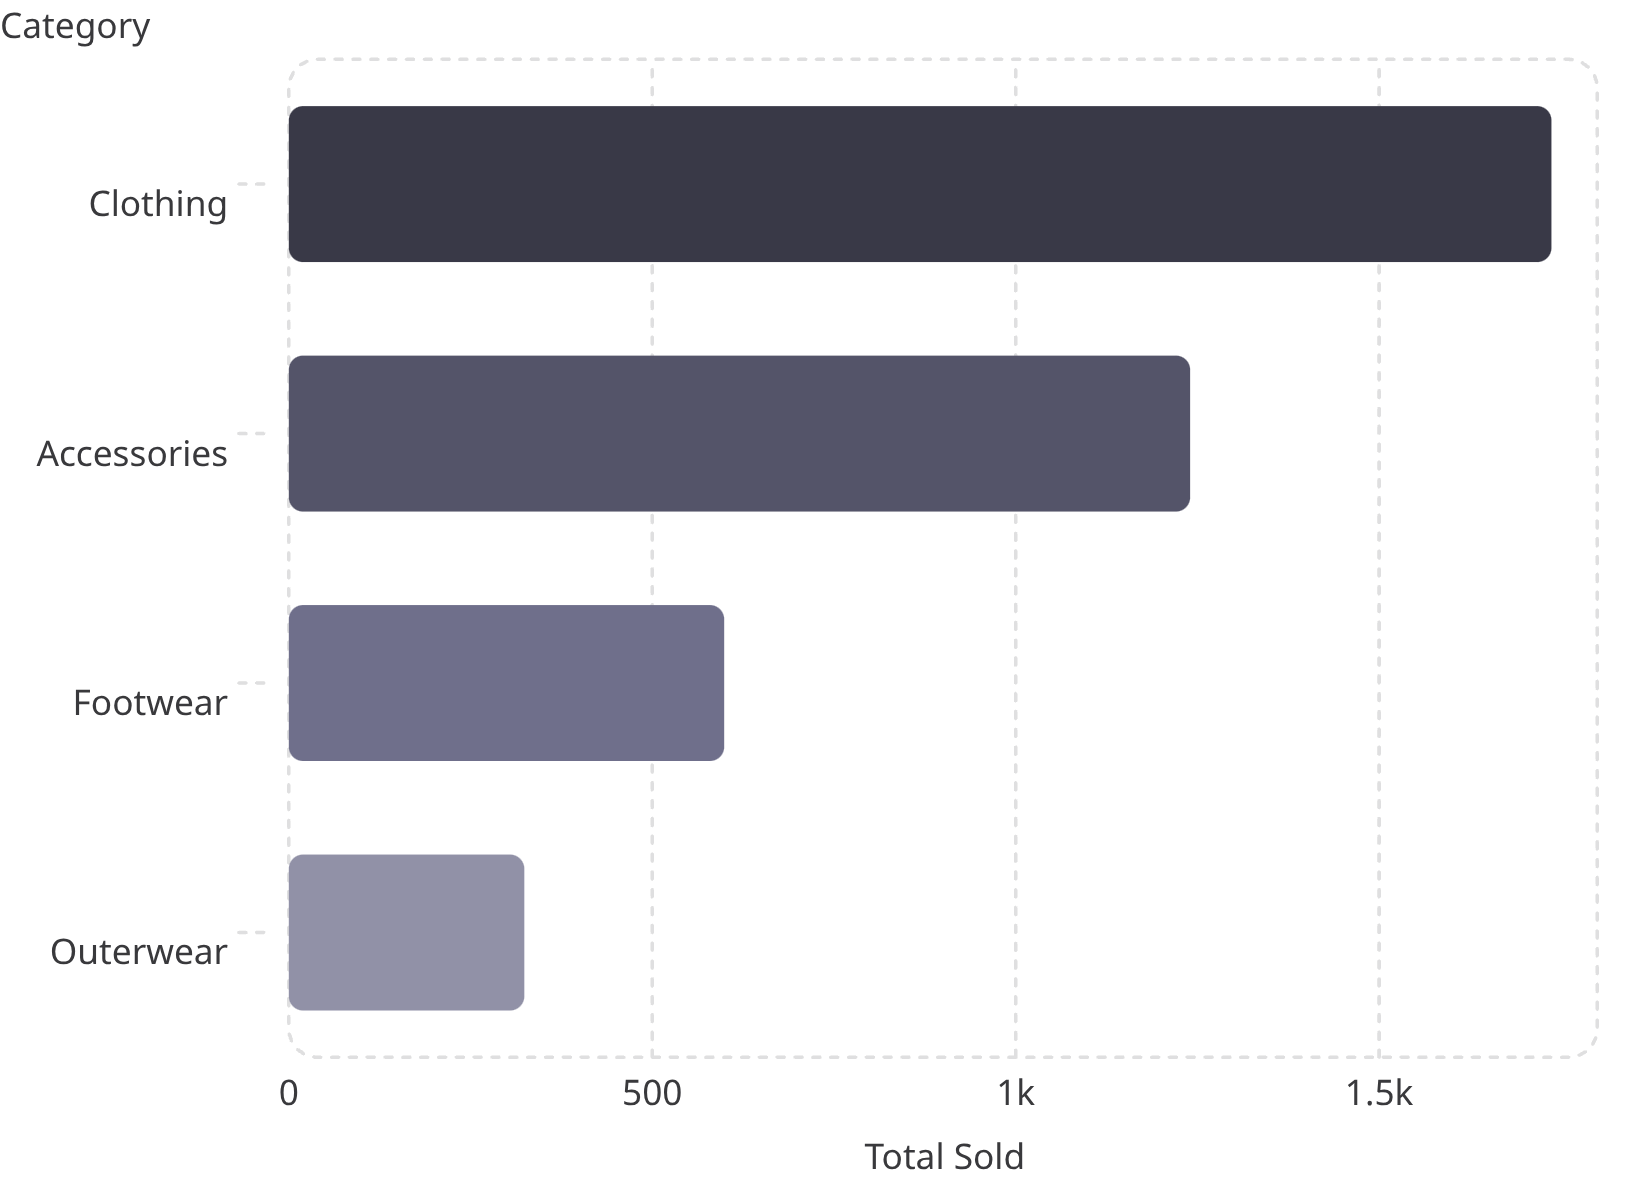 Category
Clothing
Accessories
Footwear
Outerwear
0 500 1k 1.5k
Total Sold